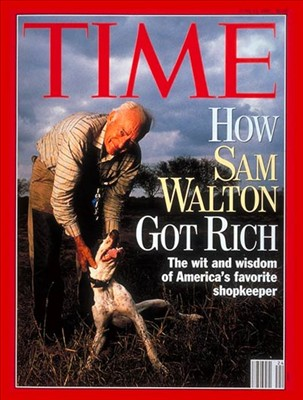 TIME
HOW
SAM
WALTON
GOT RICH
The wit and wisdom
of America's favorite
shopkeeper